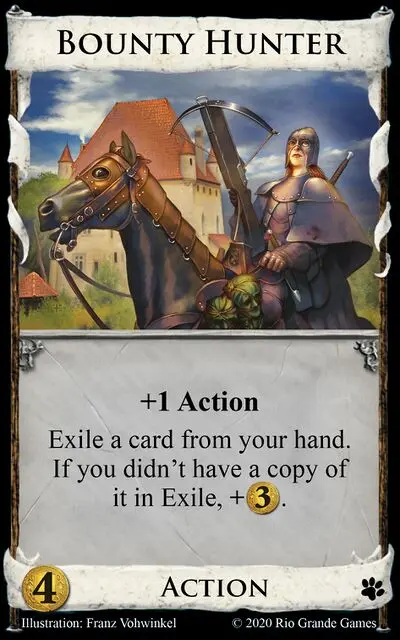 BOUNTY HUNTER
+1 Action
Exile a card from your hand.
If you didn't have a copy of
it in Exile, +3.
4
ACTION
Illustration: Franz Vohwinkel
© 2020 Rio Grande Games